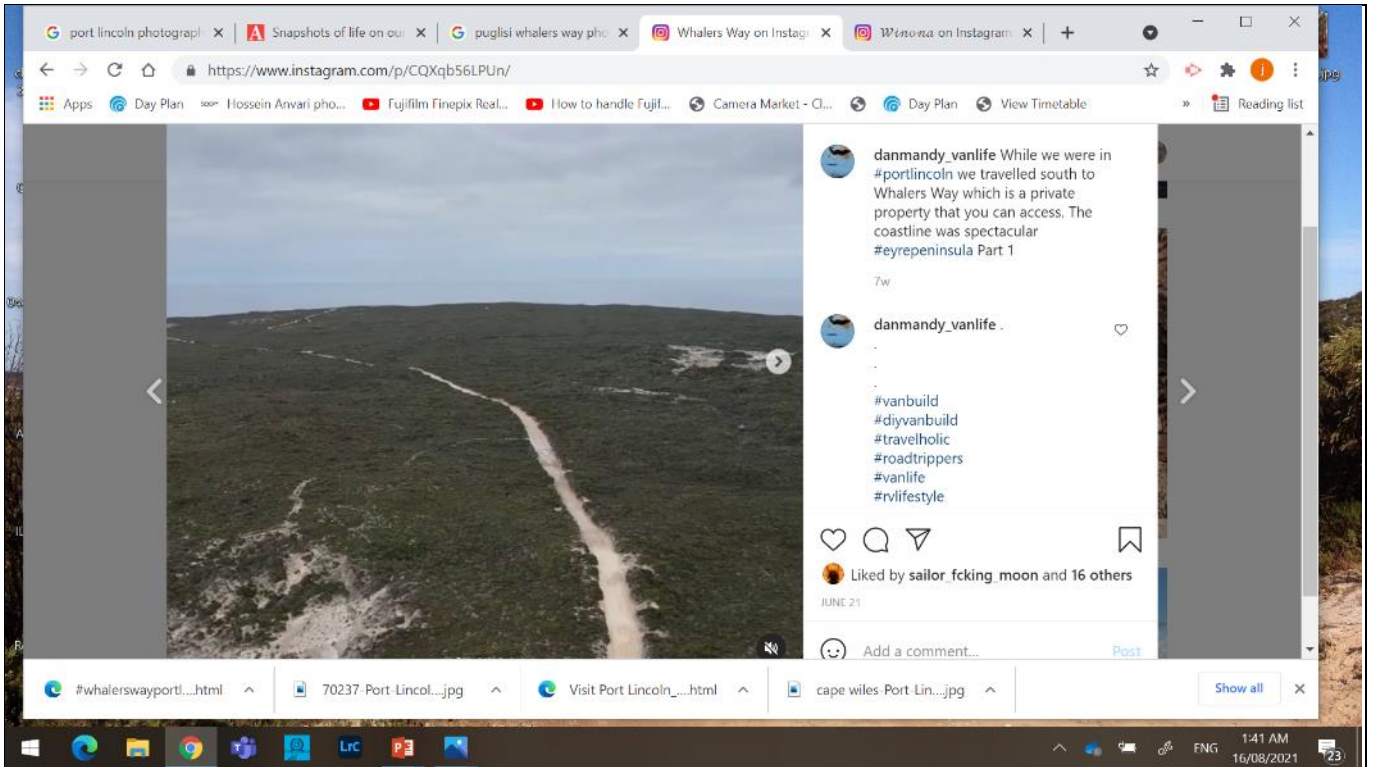 port lincoln photograph
Snapshots of life on ou
puglisi whalers way pho
Whalers Way on Instag
Winona on Instagram
https://www.instagram.com/p/CQXqb56LPUn/
Apps
Day Plan
Hossein Anvari pho...
Fujifilm Finepix Real...
How to handle Fujif...
Camera Market - Cl...
Day Plan
View Timetable
»
Reading list
danmandy_vanlife While we were in
#portlincoln we travelled south to
Whalers Way which is a private
property that you can access. The
coastline was spectacular
#eyrepeninsula Part 1
7w
danmandy_vanlife .
.
.
.
#vanbuild
#diyvanbuild
#travelholic
#roadtrippers
#vanlife
#rvlifestyle
Liked by sailor_fcking_moon and 16 others
JUNE 21
Add a comment...
Post
#whalerswayportl....html
70237-Port-Lincol....jpg
Visit Port Lincoln_....html
cape wiles-Port-Lin....jpg
Show all
LrC
ENG
1:41 AM
16/08/2021
23